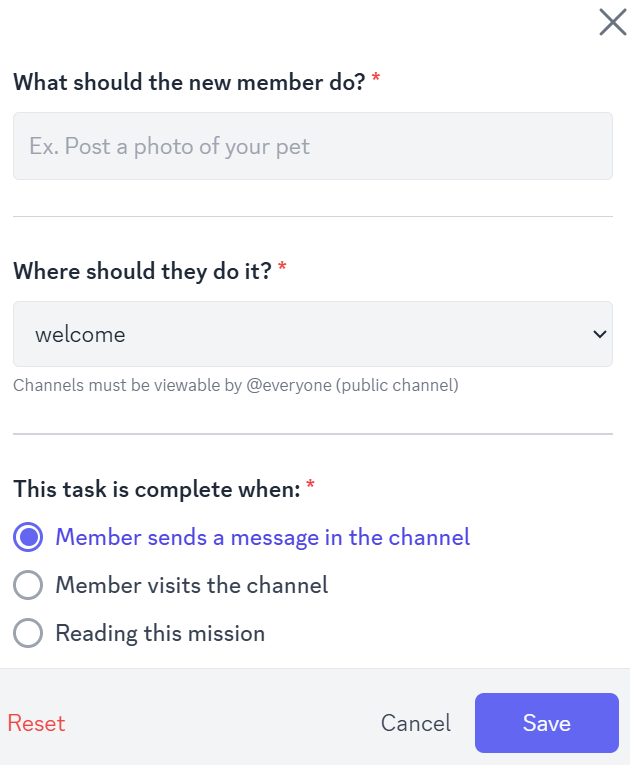 What should the new member do? *
Ex. Post a photo of your pet
Where should they do it? *
welcome
Channels must be viewable by @everyone (public channel)
This task is complete when: *
Member sends a message in the channel
Member visits the channel
Reading this mission
Reset Cancel Save